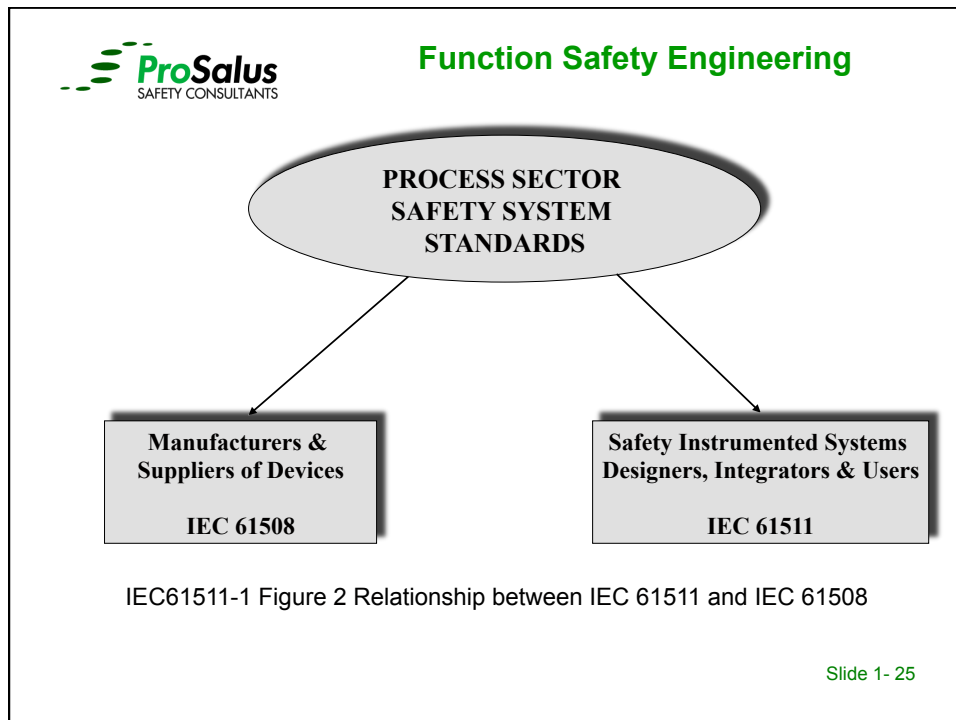 ProSalus
SAFETY CONSULTANTS
Function Safety Engineering
PROCESS SECTOR
SAFETY SYSTEM
STANDARDS
Manufacturers &
Suppliers of Devices
IEC 61508
Safety Instrumented Systems
Designers, Integrators & Users
IEC 61511
IEC61511-1 Figure 2 Relationship between IEC 61511 and IEC 61508
Slide 1- 25